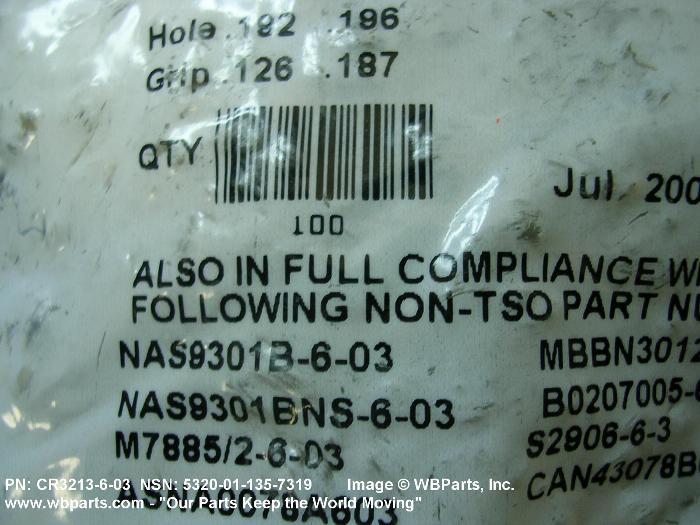 Hole .192 .196
Grip .126 .187
QTY
100
Jul 200
ALSO IN FULL COMPLIANCE
FOLLOWING NON-TSO PART
NAS9301B-6-03 MBBN3012
NAS9301BNS-6-03 B0207005-
M7885/2-6-03 S2906-6-3
CAN43078B
PN: CR3213-6-03 NSN: 5320-01-135-7319 Image © WBParts, Inc.
www.wbparts.com - "Our Parts Keep the World Moving"